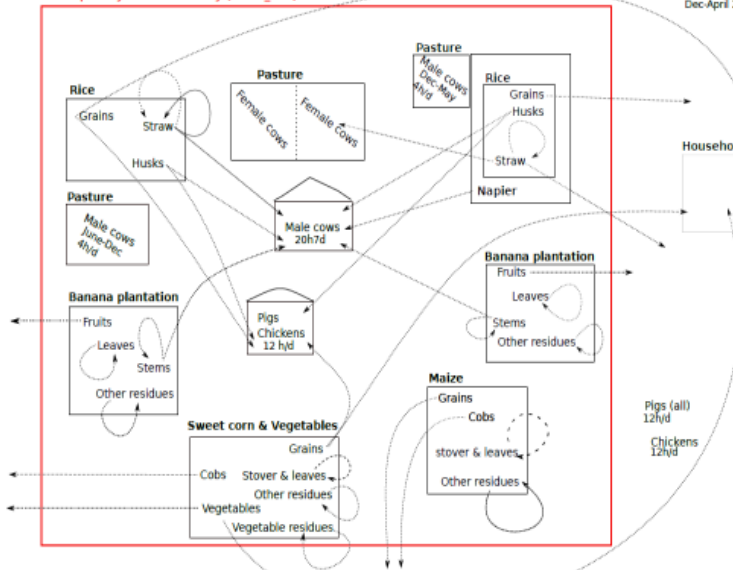 Dec-April
Pasture
Male cows
Dec-May
4h/d
Rice
Grains
Husks
Straw
Napier
Pasture
Female cows
Female cows
Rice
Grains
Straw
Husks
Househo
Pasture
Male cows
June-Dec
4h/d
Male cows
20h7d
Banana plantation
Fruits
Leaves
Stems
Other residues
Banana plantation
Fruits
Leaves
Stems
Other residues
Pigs
Chickens
12 h/d
Maize
Grains
Cobs
stover & leaves
Other residues
Pigs (all)
12h/d
Chickens
12h/d
Sweet corn & Vegetables
Grains
Cobs
Stover & leaves
Other residues
Vegetables
Vegetable residues